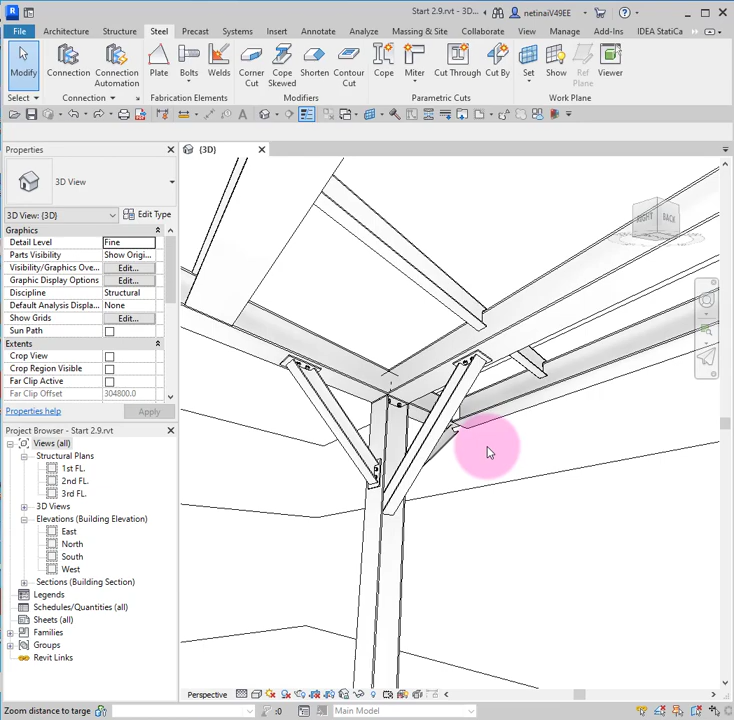 R
Start 2.9.rvt - 3D...
netinaiV49EE
File
Architecture
Structure
Steel
Precast
Systems
Insert
Annotate
Analyze
Massing & Site
Collaborate
View
Manage
Add-Ins
IDEA StatiCa
Modify
Connection
Connection Automation
Plate
Bolts
Welds
Corner Cut
Cope Skewed
Shorten
Contour Cut
Cope
Miter
Cut Through
Cut By
Set
Show
Ref Plane
Viewer
Select
Connection
Fabrication Elements
Modifiers
Parametric Cuts
Work Plane
Properties
{3D}
3D View
3D View: {3D}
Edit Type
Graphics
Detail Level
Fine
Parts Visibility
Show Origi...
Visibility/Graphics Ove...
Edit...
Graphic Display Options
Edit...
Discipline
Structural
Default Analysis Displa...
None
Show Grids
Edit...
Sun Path
Extents
Crop View
Crop Region Visible
Far Clip Active
Far Clip Offset
304800.0
Properties help
Apply
Project Browser - Start 2.9.rvt
Views (all)
Structural Plans
1st FL.
2nd FL.
3rd FL.
3D Views
Elevations (Building Elevation)
East
North
South
West
Sections (Building Section)
Legends
Schedules/Quantities (all)
Sheets (all)
Families
Groups
Revit Links
RIGHT
BACK
Perspective
Zoom distance to targe
:0
Main Model